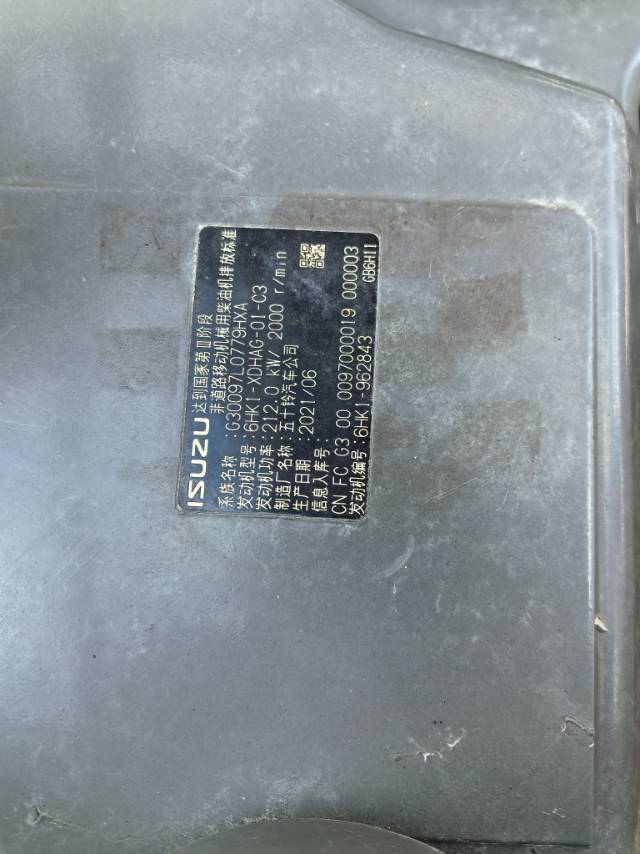 ISUZU 达到国家第Ⅲ阶段
非道路移动机械用柴油机排放标准
系族名称：G30097L0779HXA
发动机型号：6HK1-XDHAG-01-C3
发动机功率：212.0 kW/ 2000 r/min
制造厂名称：五十铃汽车公司
生产日期：2021/06
信息入库号：
CN FC G3 00 0097000019 000003
发动机编号：6HK1-962843
GB6H11